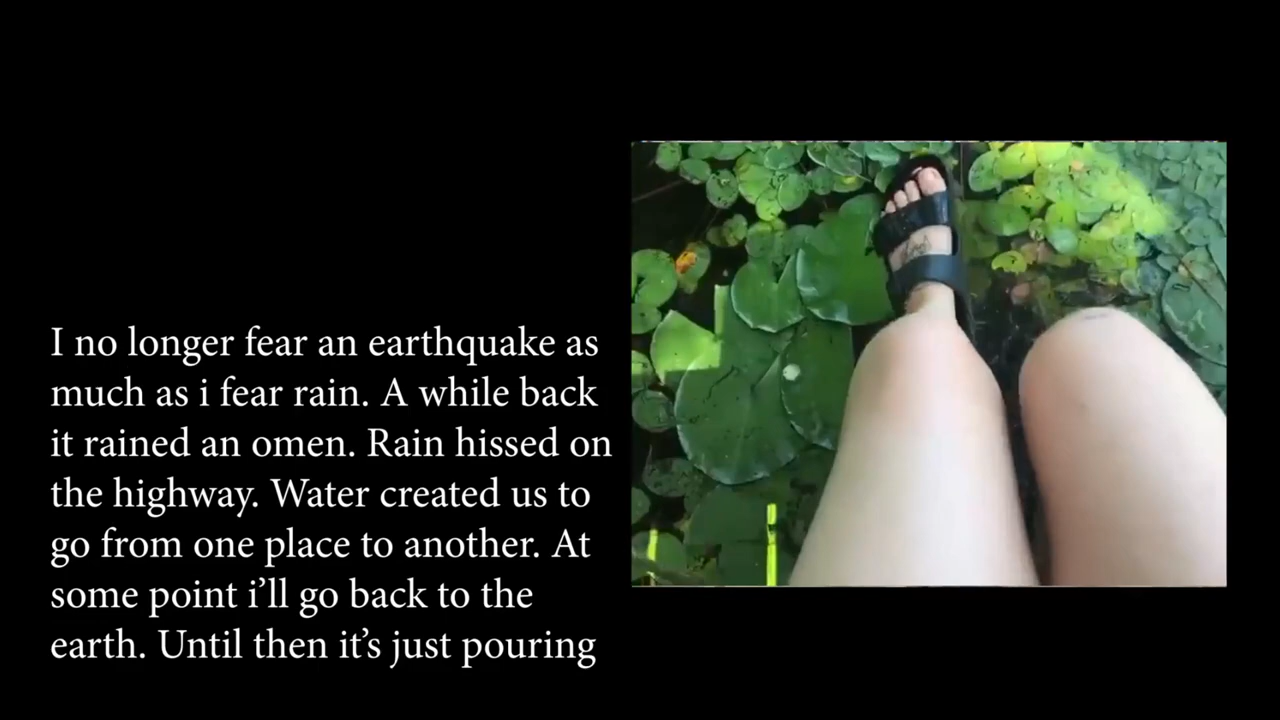 I no longer fear an earthquake as
much as i fear rain. A while back
it rained an omen. Rain hissed on
the highway. Water created us to
go from one place to another. At
some point i’ll go back to the
earth. Until then it’s just pouring